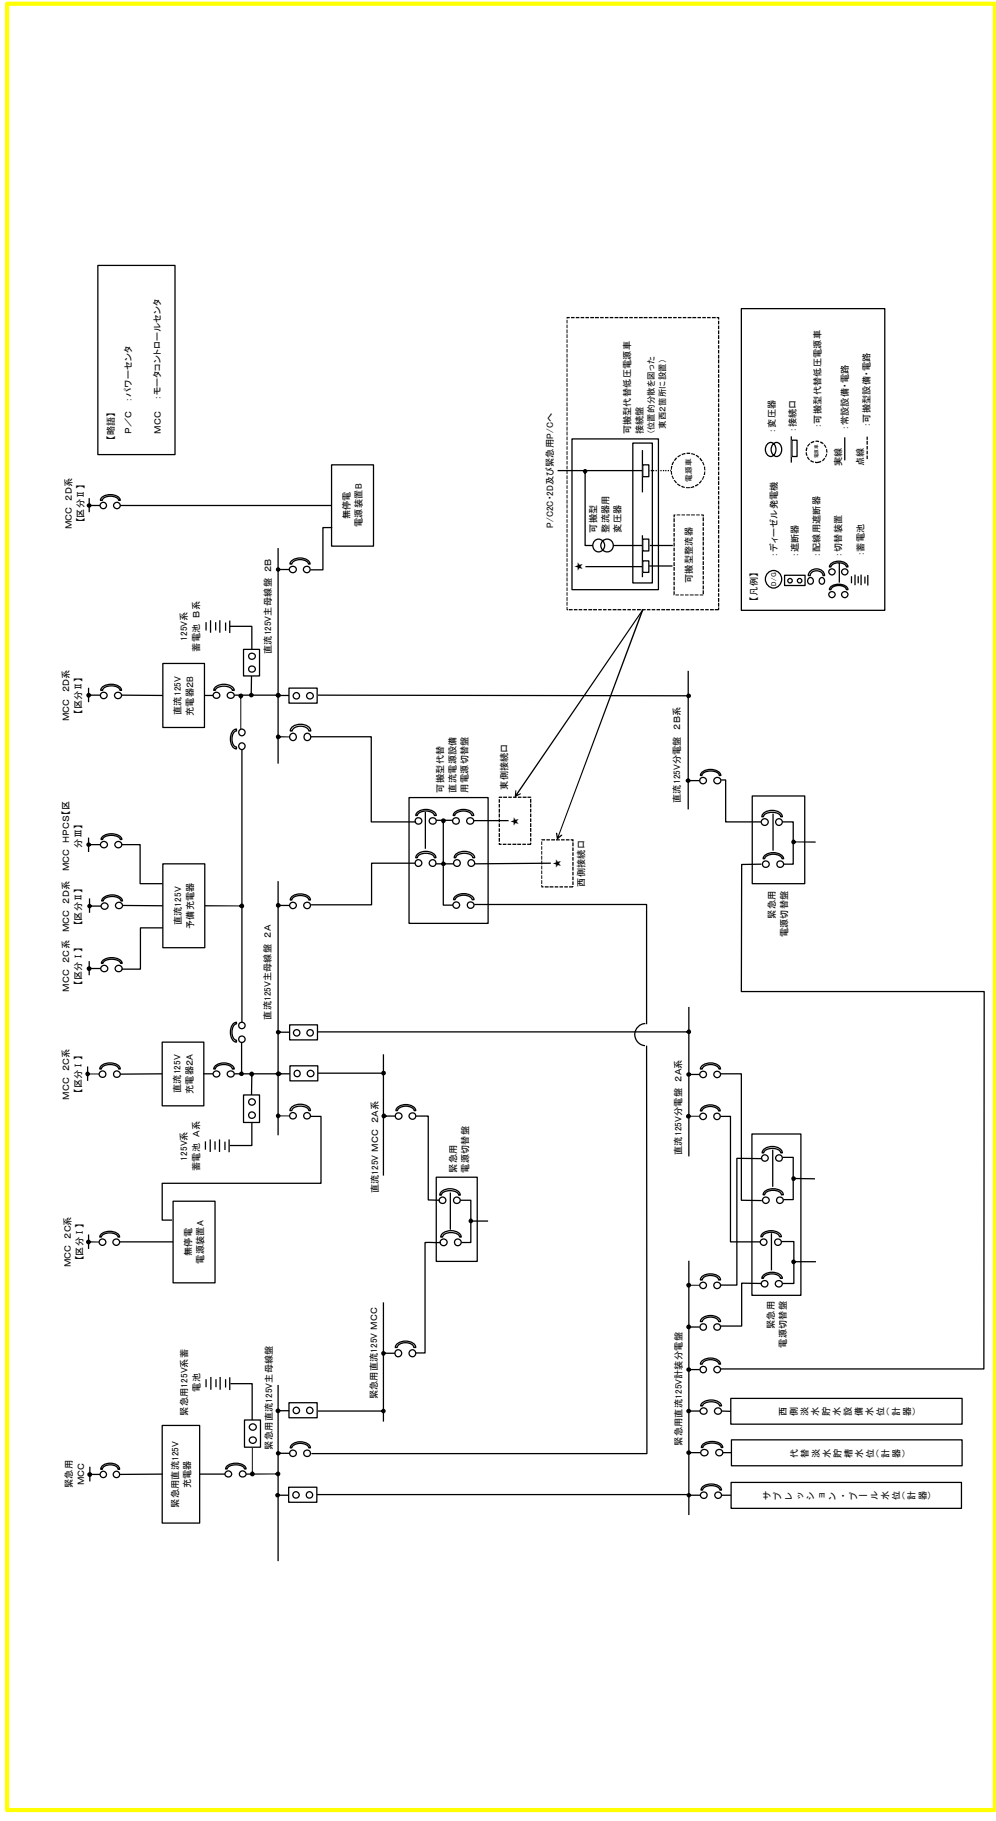 緊急用
MCC
緊急用直流125V
充電器
緊急用125V系蓄
電池
緊急用直流125V主母線盤
MCC 2C系
【区分Ⅰ】
無停電
電源装置A
125V系
蓄電池 A系
MCC 2C系
【区分Ⅰ】
直流125V
充電器2A
MCC 2C系
【区分Ⅰ】
MCC 2D系
【区分Ⅱ】
MCC HPCS【区
分Ⅲ】
直流125V
予備充電器
直流125V主母線盤 2A
MCC 2D系
【区分Ⅱ】
直流125V
充電器2B
125V系
蓄電池 B系
直流125V主母線盤 2B
MCC 2D系
【区分Ⅱ】
無停電
電源装置B
【略語】
P/C :パワーセンタ
MCC :モータコントロールセンタ
緊急用直流125V MCC
直流125V MCC 2A系
緊急用
電源切替盤
可搬型代替
直流電源設備
用電源切替盤
東側接続口
★
西側接続口
★
P/C2C・2D及び緊急用P/Cへ
可搬型代替低圧電源車
接続盤
(位置的分散を図った
東西2箇所に設置)
可搬型
整流器用
変圧器
★
電源車
可搬型整流器
緊急用直流125V計装分電盤
直流125V分電盤 2A系
直流125V分電盤 2B系
緊急用
電源切替盤
緊急用
電源切替盤
サプレッション・プール水位(計器)
代替淡水貯槽水位(計器)
西側淡水貯水設備水位(計器)
【凡例】
D/G
:ディーゼル発電機
:遮断器
:配線用遮断器
:切替装置
:蓄電池
:変圧器
:接続口
電源車
:可搬型代替低圧電源車
実線
:常設設備・電路
点線
:可搬型設備・電路